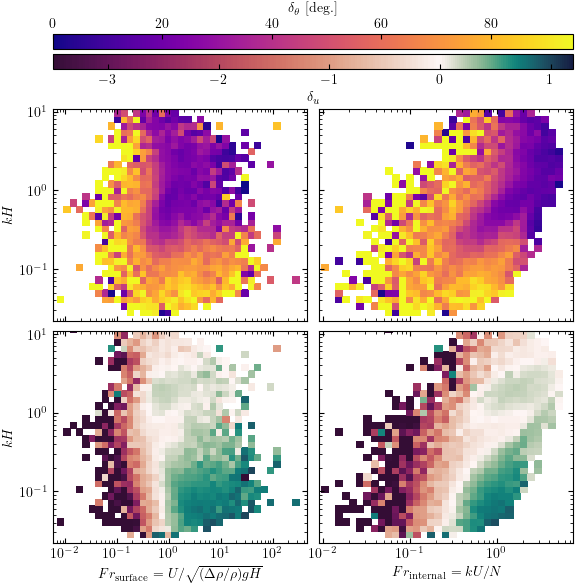 δ_θ [deg.]
0 20 40 60 80
−3 −2 −1 0 1
δ_u
10^1
10^0
10^{-1}
kH
10^1
10^0
10^{-1}
kH
10^{-2} 10^{-1} 10^0 10^1 10^2 10^{-2} 10^{-1} 10^0
Fr_surface = U/√((Δρ/ρ)gH) Fr_internal = kU/N